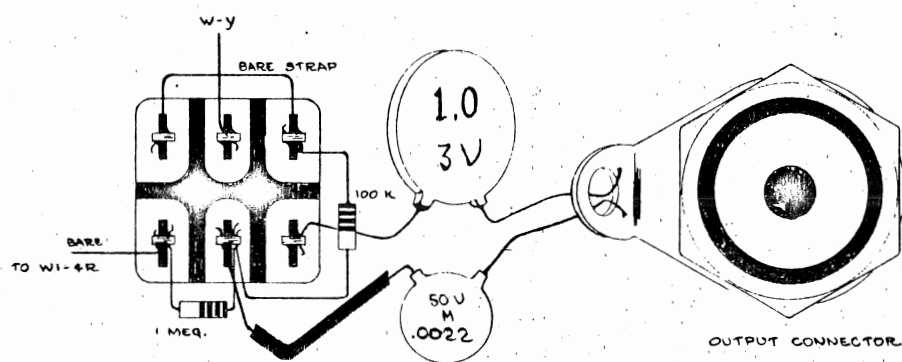 W-Y
BARE STRAP
1.0
3V
100 K
BARE
TO W1-4R
1 MEG.
50 V
M
.0022
OUTPUT CONNECTOR